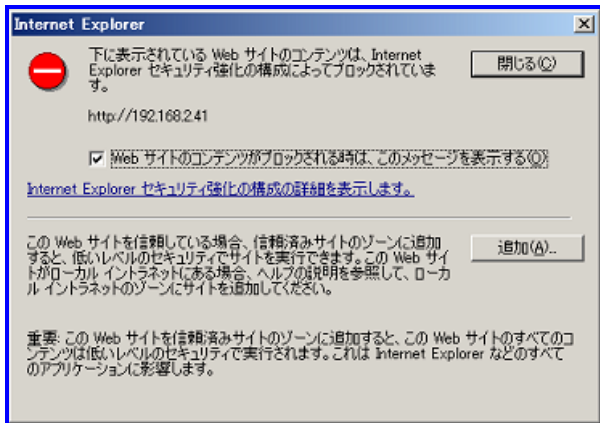 Internet Explorer
下に表示されている Web サイトのコンテンツは、Internet
Explorer セキュリティ強化の構成によってブロックされていま
す。
閉じる(C)
http://192.168.2.41
Web サイトのコンテンツがブロックされる時は、このメッセージを表示する(O)
Internet Explorer セキュリティ強化の構成の詳細を表示します。
この Web サイトを信頼している場合、信頼済みサイトのゾーンに追加
すると、低いレベルのセキュリティでサイトを実行できます。この Web サイ
トがローカル イントラネットにある場合、ヘルプの説明を参照して、ローカ
ル イントラネットのゾーンにサイトを追加してください。
追加(A)...
重要: この Web サイトを信頼済みサイトのゾーンに追加すると、この Web サイトのすべてのコ
ンテンツは低いレベルのセキュリティで実行されます。これは Internet Explorer などのすべて
のアプリケーションに影響します。